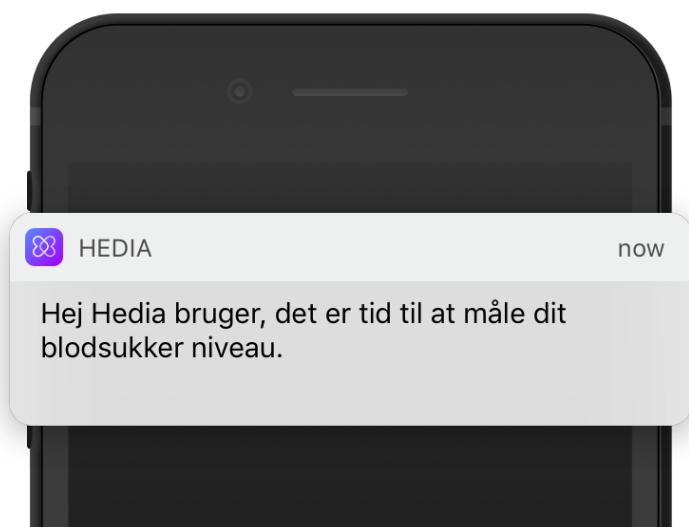 HEDIA now
Hej Hedia bruger, det er tid til at måle dit
blodsukker niveau.